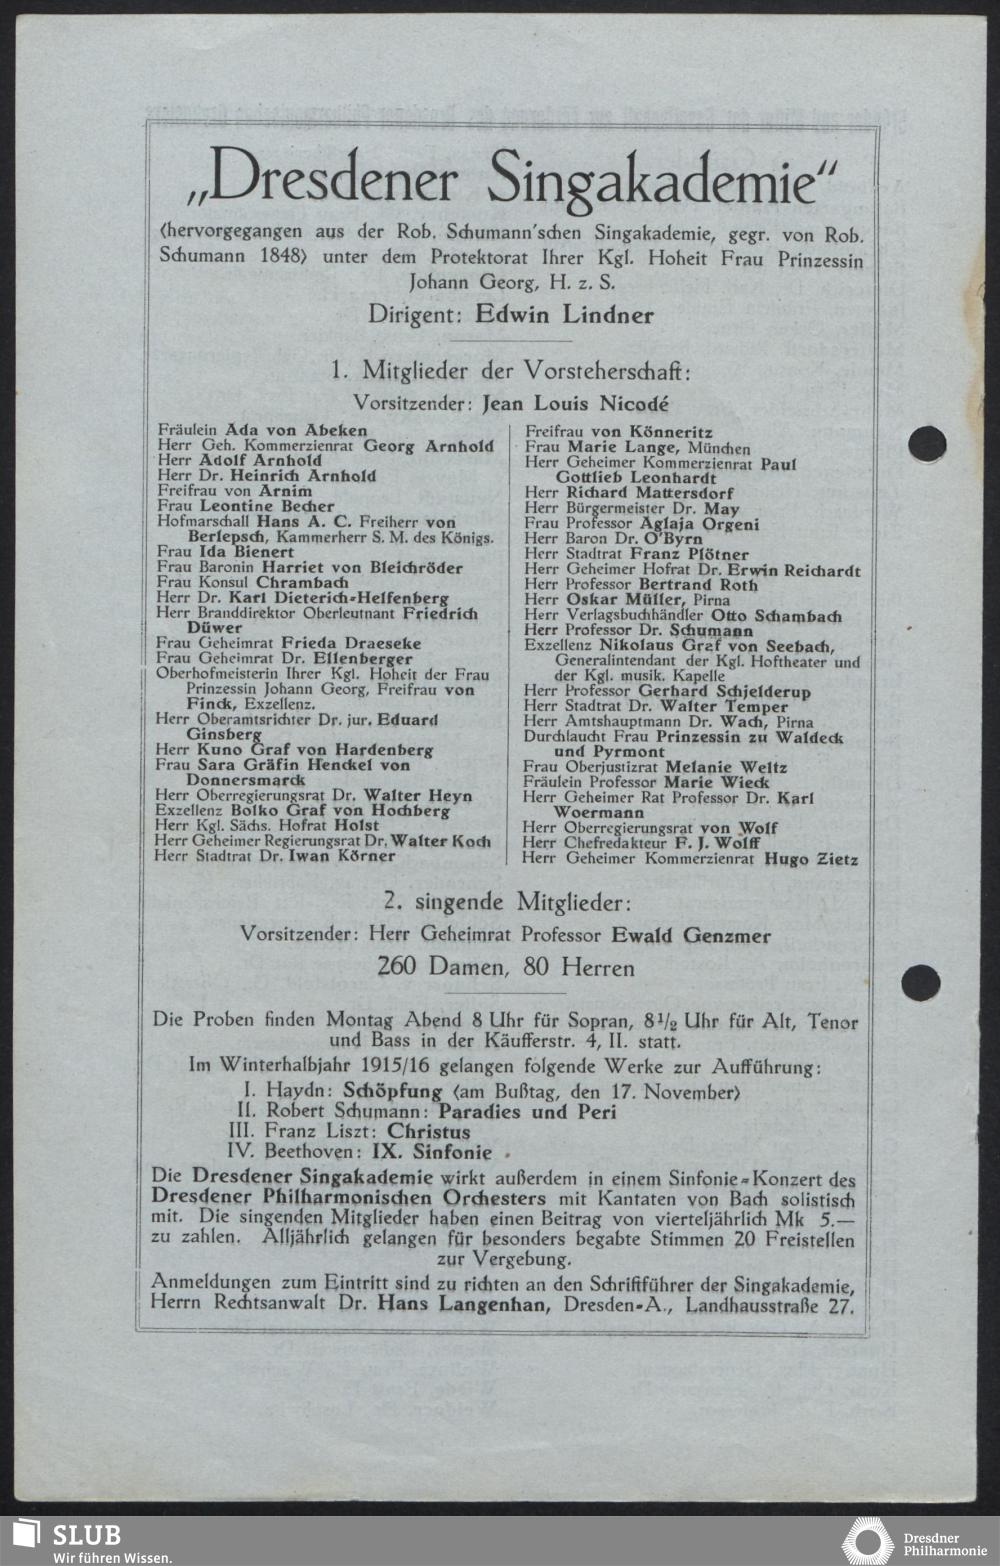 „Dresdener Singakademie“
(hervorgegangen aus der Rob. Schumann'schen Singakademie, gegr. von Rob.
Schumann 1848) unter dem Protektorat Ihrer Kgl. Hoheit Frau Prinzessin
Johann Georg, H. z. S.
Dirigent: Edwin Lindner
1. Mitglieder der Vorsteherschaft:
Vorsitzender: Jean Louis Nicodé
Fräulein Ada von Abeken
Herr Geh. Kommerzienrat Georg Arnhold
Herr Adolf Arnhold
Herr Dr. Heinrich Arnhold
Freifrau von Arnim
Frau Leontine Becher
Hofmarschall Hans A. C. Freiherr von
Berlepsch, Kammerherr S. M. des Königs.
Frau Ida Bienert
Frau Baronin Harriet von Bleichröder
Frau Konsul Chrambach
Herr Dr. Karl Dieterich-Helfenberg
Herr Branddirektor Oberleutnant Friedrich
Düwer
Frau Geheimrat Frieda Draeseke
Frau Geheimrat Dr. Ellenberger
Oberhofmeisterin Ihrer Kgl. Hoheit der Frau
Prinzessin Johann Georg, Freifrau von
Finck, Exzellenz.
Herr Oberamtsrichter Dr. jur. Eduard
Ginsberg
Herr Kuno Graf von Hardenberg
Frau Sara Gräfin Henckel von
Donnersmarck
Herr Oberregierungsrat Dr. Walter Heyn
Exzellenz Bolko Graf von Hochberg
Herr Kgl. Sächs. Hofrat Holst
Herr Geheimer Regierungsrat Dr. Walter Koch
Herr Stadtrat Dr. Iwan Körner
Freifrau von Könneritz
Frau Marie Lange, München
Herr Geheimer Kommerzienrat Paul
Gottlieb Leonhardt
Herr Richard Mattersdorf
Herr Bürgermeister Dr. May
Frau Professor Aglaja Orgeni
Herr Baron Dr. O'Byrn
Herr Stadtrat Franz Plötner
Herr Geheimer Hofrat Dr. Erwin Reichardt
Herr Professor Bertrand Roth
Herr Oskar Müller, Pirna
Herr Verlagsbuchhändler Otto Schambach
Herr Professor Dr. Schumann
Exzellenz Nikolaus Graf von Seebach,
Generalintendant der Kgl. Hoftheater und
der Kgl. musik. Kapelle
Herr Professor Gerhard Schjelderup
Herr Stadtrat Dr. Walter Temper
Herr Amtshauptmann Dr. Wach, Pirna
Durchlaucht Frau Prinzessin zu Waldeck
und Pyrmont
Frau Oberjustizrat Melanie Weltz
Fräulein Professor Marie Wieck
Herr Geheimer Rat Professor Dr. Karl
Woermann
Herr Oberregierungsrat von Wolf
Herr Chefredakteur F. J. Wolff
Herr Geheimer Kommerzienrat Hugo Zietz
2. singende Mitglieder:
Vorsitzender: Herr Geheimrat Professor Ewald Genzmer
260 Damen, 80 Herren
Die Proben finden Montag Abend 8 Uhr für Sopran, 8½ Uhr für Alt, Tenor
und Bass in der Käufferstr. 4, II. statt.
Im Winterhalbjahr 1915/16 gelangen folgende Werke zur Aufführung:
I. Haydn: Schöpfung (am Bußtag, den 17. November)
II. Robert Schumann: Paradies und Peri
III. Franz Liszt: Christus
IV. Beethoven: IX. Sinfonie
Die Dresdener Singakademie wirkt außerdem in einem Sinfonie-Konzert des
Dresdener Philharmonischen Orchesters mit Kantaten von Bach solistisch
mit. Die singenden Mitglieder haben einen Beitrag von vierteljährlich Mk 5.—
zu zahlen. Alljährlich gelangen für besonders begabte Stimmen 20 Freistellen
zur Vergebung.
Anmeldungen zum Eintritt sind zu richten an den Schriftführer der Singakademie,
Herrn Rechtsanwalt Dr. Hans Langenhan, Dresden-A., Landhausstraße 27.
SLUB
Wir führen Wissen.
Dresdner
Philharmonie